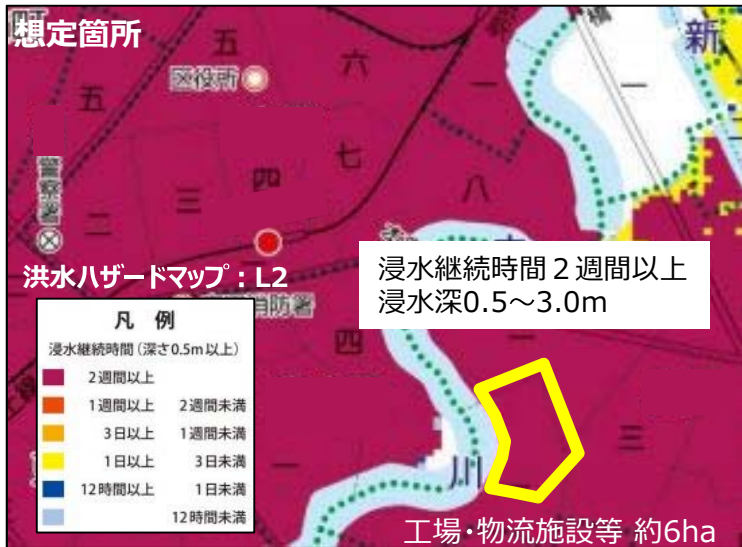 想定箇所
五
六
一
新
一
区役所
五
七
四
三
八
二
警察署
洪水ハザードマップ：L2
消防署
浸水継続時間２週間以上
浸水深0.5～3.0m
凡 例
浸水継続時間（深さ0.5m以上）
2週間以上
1週間以上 2週間未満
3日以上 1週間未満
1日以上 3日未満
12時間以上 1日未満
12時間未満
四
一
三
一
川
工場・物流施設等 約6ha